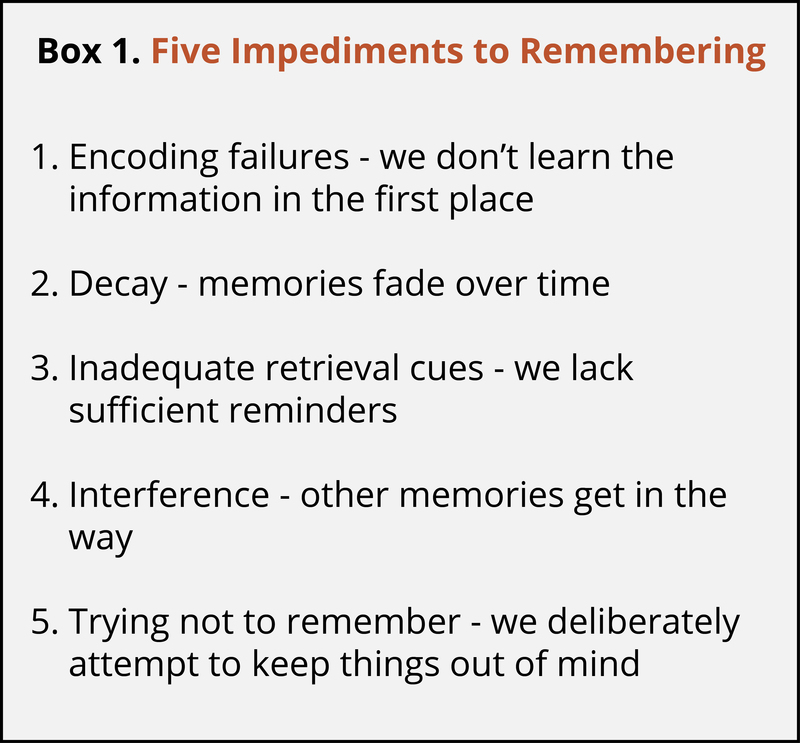 Box 1. Five Impediments to Remembering
1. Encoding failures - we don’t learn the
information in the first place
2. Decay - memories fade over time
3. Inadequate retrieval cues - we lack
sufficient reminders
4. Interference - other memories get in the
way
5. Trying not to remember - we deliberately
attempt to keep things out of mind